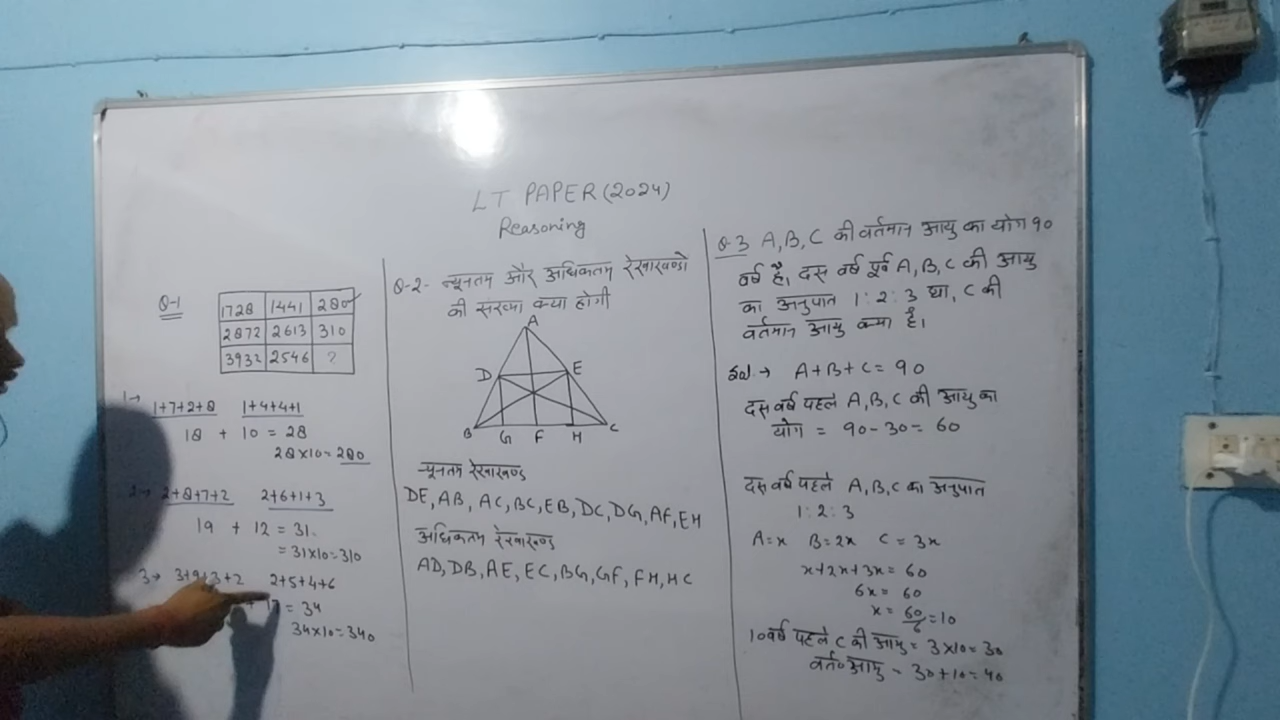 LT PAPER (2024)
Reasoning
Q-1
1728 1441 280
2872 2613 310
3932 2546 ?
1→ 1+7+2+8 1+4+4+1
18 + 10 = 28
28×10=280
2→ 2+8+7+2 2+6+1+3
19 + 12 = 31
=31×10=310
3→ 3+9+3+2 2+5+4+6
+ 17 = 34
34×10=340
Q-2- न्यूनतम और अधिकतम रेखाखण्डो
की संख्या क्या होगी
A
D E
B G F H C
न्यूनतम रेखाखण्ड
DE, AB, AC, BC, EB, DC, DG, AF, EH
अधिकतम रेखाखण्ड
AD, DB, AE, EC, BG, GF, FH, HC
Q-3 A, B, C की वर्तमान आयु का योग 90
वर्ष है। दस वर्ष पूर्व A, B, C की आयु
का अनुपात 1:2:3 था, C की
वर्तमान आयु क्या है।
Sol → A+B+C= 90
दस वर्ष पहले A, B, C की आयु का
योग = 90-30= 60
दस वर्ष पहले A, B, C का अनुपात
1:2:3
A=x B=2x C=3x
x+2x+3x=60
6x= 60
x= 60/6=10
10 वर्ष पहले C की आयु= 3×10=30
वर्त० आयु = 30+10=40